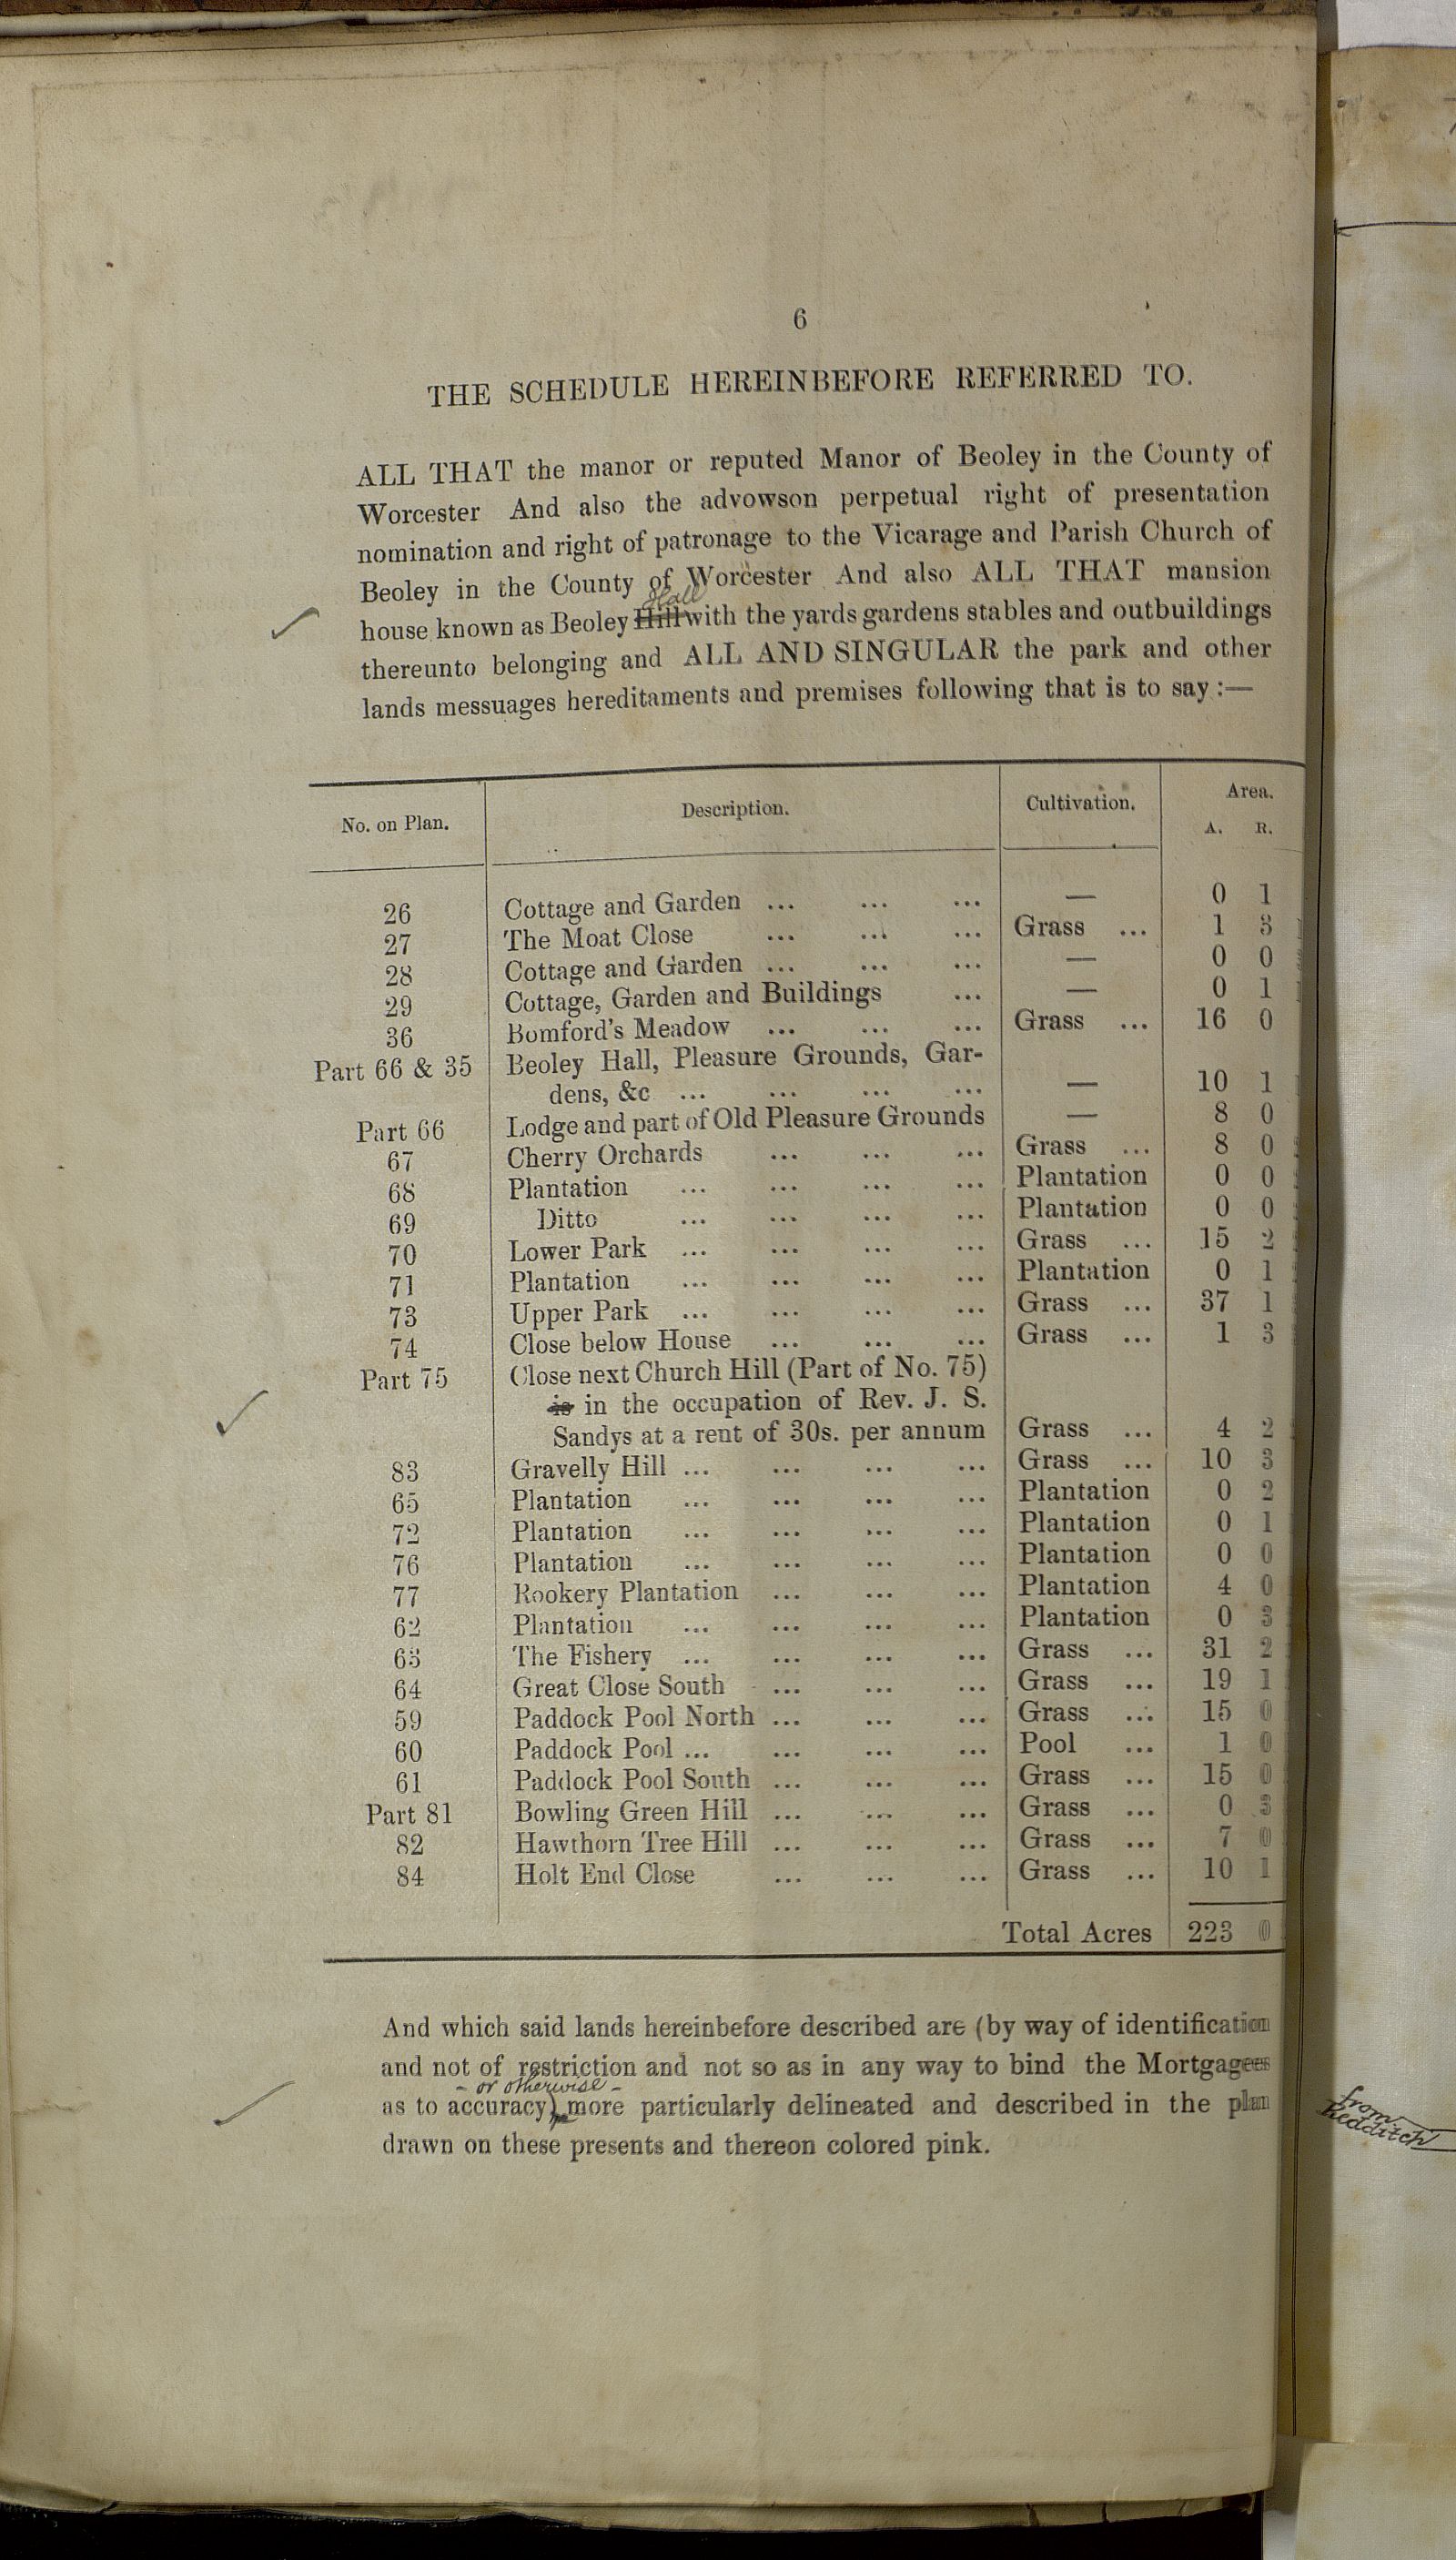 6
THE SCHEDULE HEREINBEFORE REFERRED TO.
ALL THAT the manor or reputed Manor of Beoley in the County of
Worcester And also the advowson perpetual right of presentation
nomination and right of patronage to the Vicarage and Parish Church of
Beoley in the County of Worcester And also ALL THAT mansion
Hall
house known as Beoley Hill with the yards gardens stables and outbuildings
thereunto belonging and ALL AND SINGULAR the park and other
lands messuages hereditaments and premises following that is to say :—
No. on Plan. Description. Cultivation. Area.
A. R.
26 Cottage and Garden ... ... ... — 0 1
27 The Moat Close ... ... ... Grass ... 1 3
28 Cottage and Garden ... ... ... — 0 0
29 Cottage, Garden and Buildings ... — 0 1
36 Bomford's Meadow ... ... ... Grass ... 16 0
Part 66 & 35 Beoley Hall, Pleasure Grounds, Gar-
dens, &c ... ... ... ... — 10 1
Part 66 Lodge and part of Old Pleasure Grounds — 8 0
67 Cherry Orchards ... ... ... Grass ... 8 0
68 Plantation ... ... ... ... Plantation 0 0
69 Ditto ... ... ... ... Plantation 0 0
70 Lower Park ... ... ... ... Grass ... 15 2
71 Plantation ... ... ... ... Plantation 0 1
73 Upper Park ... ... ... ... Grass ... 37 1
74 Close below House ... ... ... Grass ... 1 3
Part 75 Close next Church Hill (Part of No. 75)
is in the occupation of Rev. J. S.
Sandys at a rent of 30s. per annum Grass ... 4 2
83 Gravelly Hill ... ... ... ... Grass ... 10 3
65 Plantation ... ... ... ... Plantation 0 2
72 Plantation ... ... ... ... Plantation 0 1
76 Plantation ... ... ... ... Plantation 0 0
77 Rookery Plantation ... ... ... Plantation 4 0
62 Plantation ... ... ... ... Plantation 0 3
63 The Fishery ... ... ... ... Grass ... 31 2
64 Great Close South ... ... ... Grass ... 19 1
59 Paddock Pool North ... ... ... Grass ... 15 0
60 Paddock Pool ... ... ... ... Pool ... 1 0
61 Paddock Pool South ... ... ... Grass ... 15 0
Part 81 Bowling Green Hill ... ... ... Grass ... 0 3
82 Hawthorn Tree Hill ... ... ... Grass ... 7 0
84 Holt End Close ... ... ... Grass ... 10 1
Total Acres 223 0
And which said lands hereinbefore described are (by way of identification
and not of restriction and not so as in any way to bind the Mortgagees
- or otherwise -
as to accuracy) more particularly delineated and described in the plan
drawn on these presents and thereon colored pink.
from
Redditch